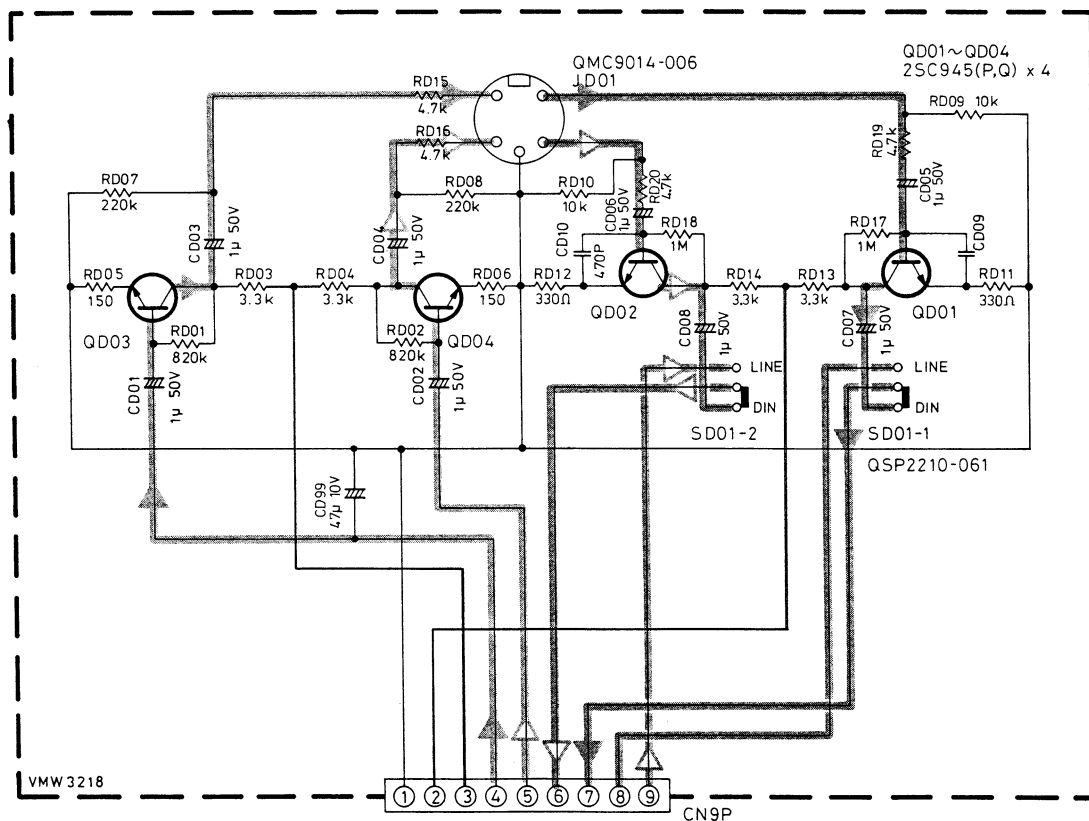 QMC9014-006
JD01
QD01~QD04
2SC945(P,Q) x 4
RD15
4.7k
RD16
4.7k
RD09 10k
RD19
4.7k
CD05
1μ 50V
RD07
220k
RD08
220k
RD10
10k
RD20
4.7k
CD06
1μ 50V
CD03
1μ 50V
CD04
1μ 50V
CD10
470P
RD18
1M
RD17
1M
CD09
RD05
150
RD03
3.3k
RD04
3.3k
RD06
150
RD12
330Ω
RD14
3.3k
RD13
3.3k
RD11
330Ω
QD03
RD01
820k
RD02
820k
QD04
QD02
CD08
1μ 50V
CD07
1μ 50V
QD01
CD01
1μ 50V
CD02
1μ 50V
LINE
DIN
SD01-2
LINE
DIN
SD01-1
QSP2210-061
CD99
47μ 10V
VMW3218
1 2 3 4 5 6 7 8 9
CN9P